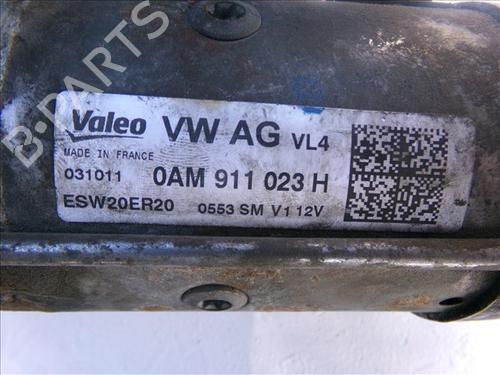 Valeo VW AG VL4
MADE IN FRANCE
031011 0AM 911 023 H
ESW20ER20 0553 SM V1 12V
B-PARTS